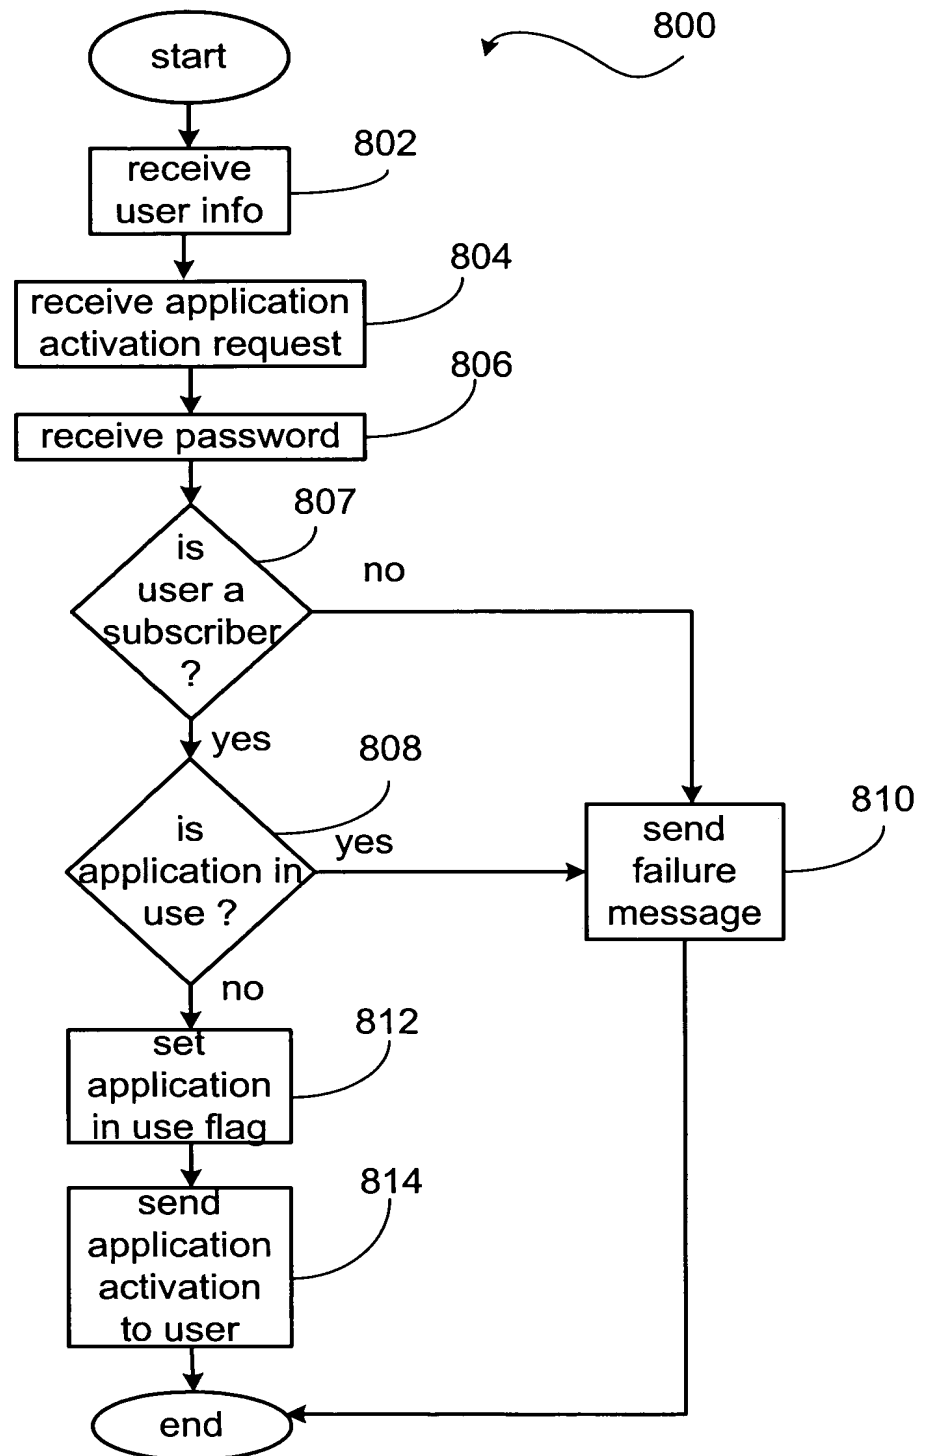 800
start
802
receive
user info
804
receive application
activation request
806
receive password
807
is
user a
subscriber
?
no
yes
808
is
application in
use ?
yes
810
send
failure
message
no
812
set
application
in use flag
814
send
application
activation
to user
end